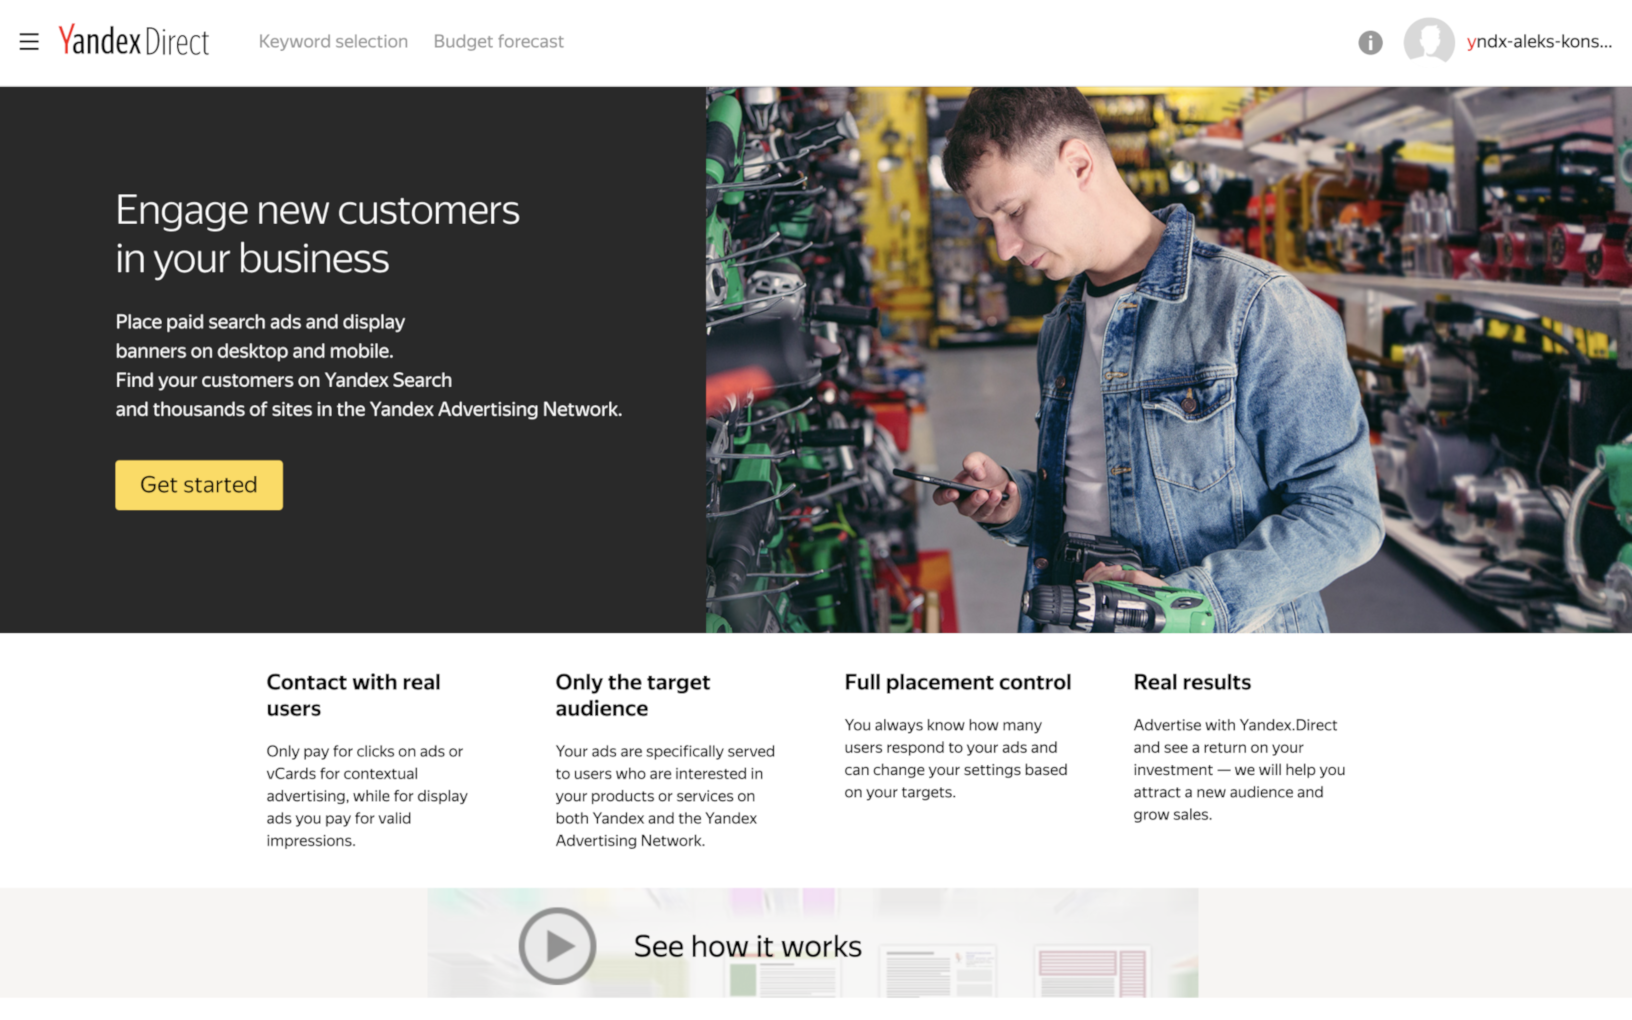 Yandex Direct
Keyword selection
Budget forecast
yndx-aleks-kons...
Engage new customers
in your business
Place paid search ads and display
banners on desktop and mobile.
Find your customers on Yandex Search
and thousands of sites in the Yandex Advertising Network.
Get started
Contact with real
users
Only pay for clicks on ads or
vCards for contextual
advertising, while for display
ads you pay for valid
impressions.
Only the target
audience
Your ads are specifically served
to users who are interested in
your products or services on
both Yandex and the Yandex
Advertising Network.
Full placement control
You always know how many
users respond to your ads and
can change your settings based
on your targets.
Real results
Advertise with Yandex.Direct
and see a return on your
investment — we will help you
attract a new audience and
grow sales.
See how it works